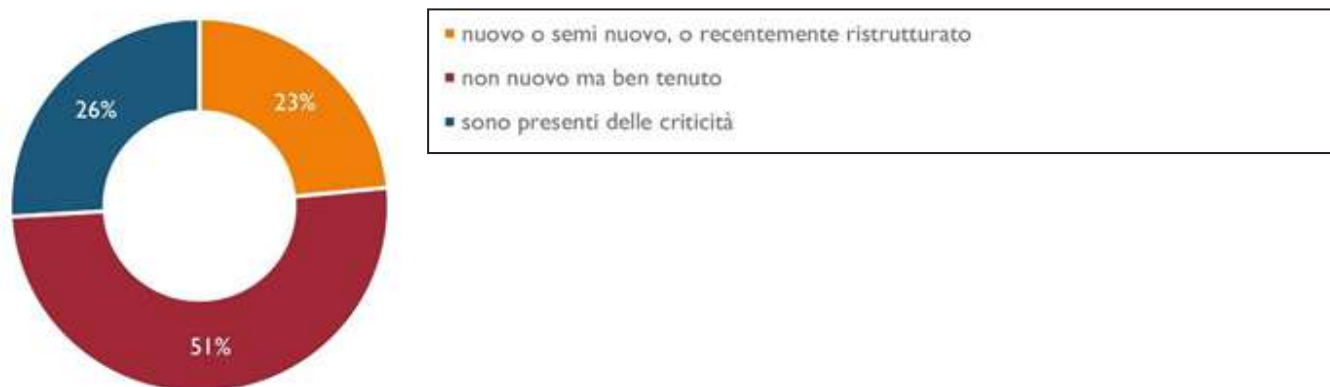 nuovo o semi nuovo, o recentemente ristrutturato
non nuovo ma ben tenuto
sono presenti delle criticità
26%
23%
51%